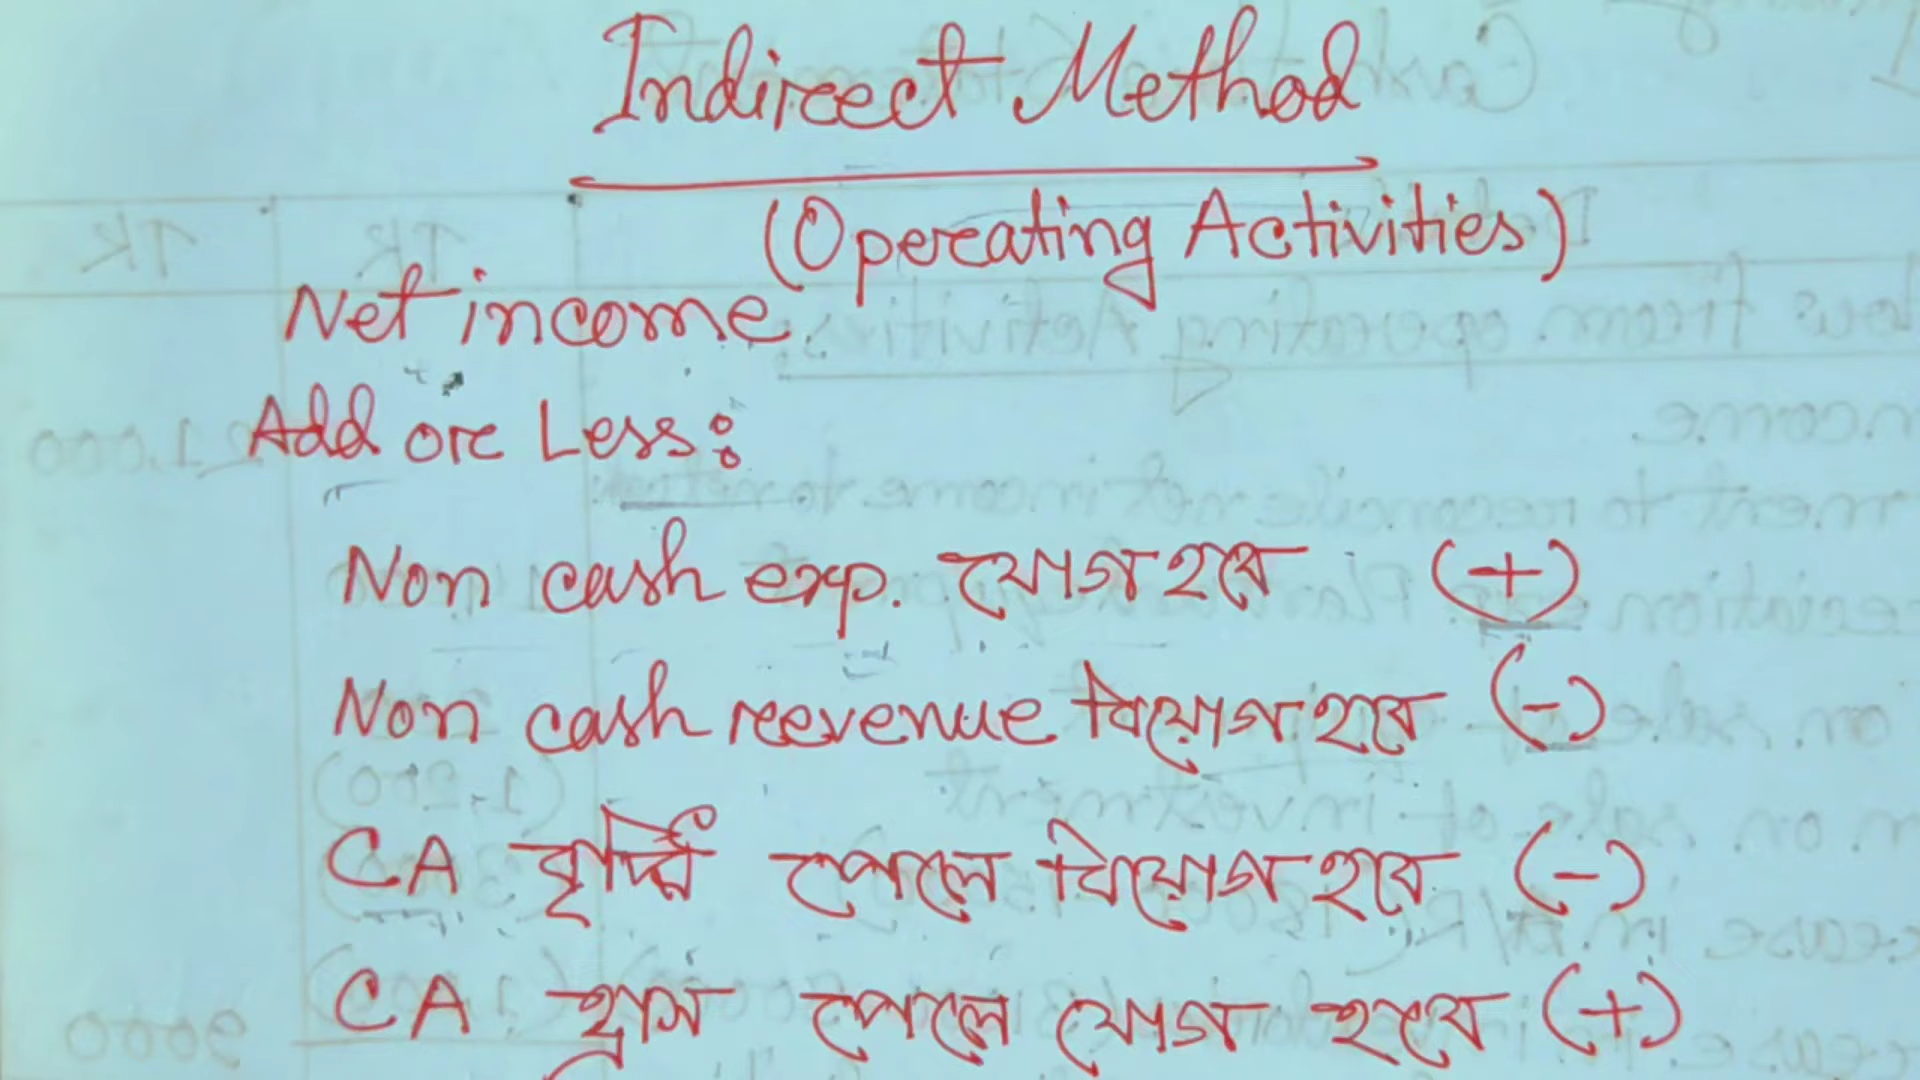 Indirect Method
(Operating Activities)
Net income
Add or Less:
Non cash exp. যোগ হবে (+)
Non cash revenue বিয়োগ হবে (-)
CA বৃদ্ধি পেলে বিয়োগ হবে (-)
CA হ্রাস পেলে যোগ হবে (+)